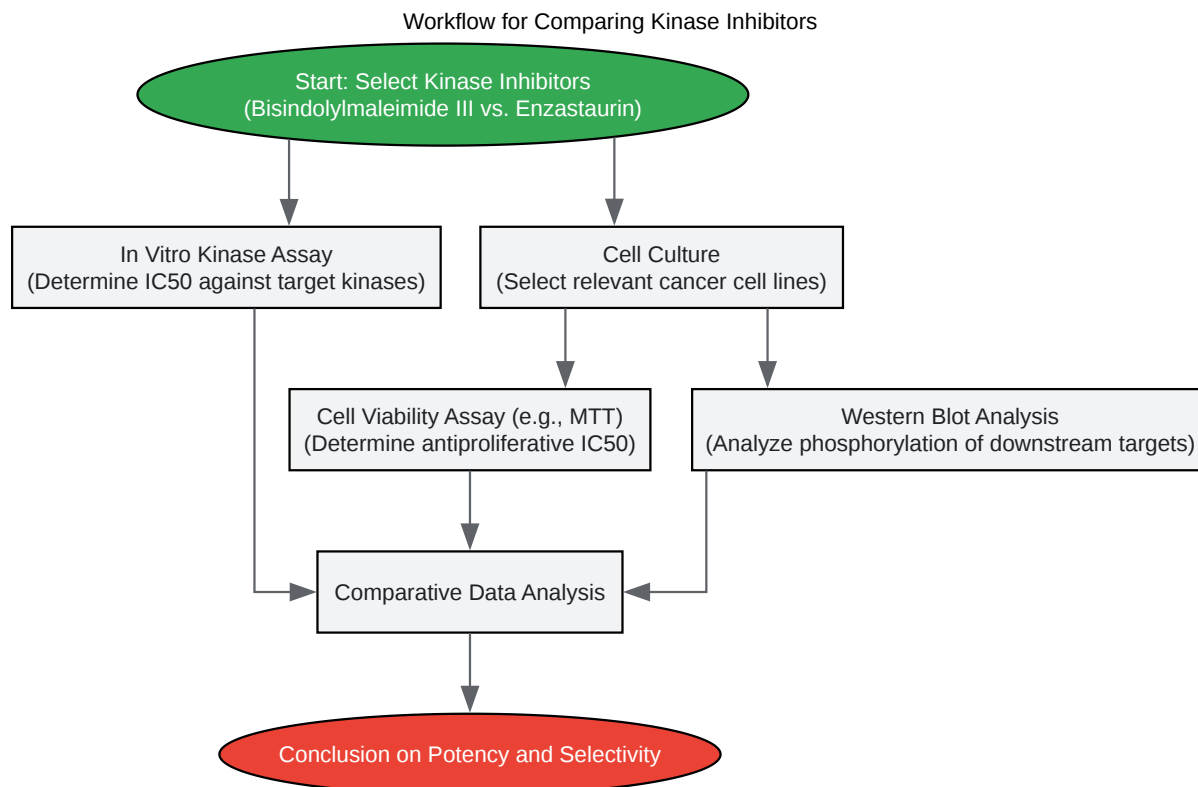 Workflow for Comparing Kinase Inhibitors
Start: Select Kinase Inhibitors
(Bisindolylmaleimide III vs. Enzastaurin)
In Vitro Kinase Assay
(Determine IC50 against target kinases)
Cell Culture
(Select relevant cancer cell lines)
Cell Viability Assay (e.g., MTT)
(Determine antiproliferative IC50)
Western Blot Analysis
(Analyze phosphorylation of downstream targets)
Comparative Data Analysis
Conclusion on Potency and Selectivity